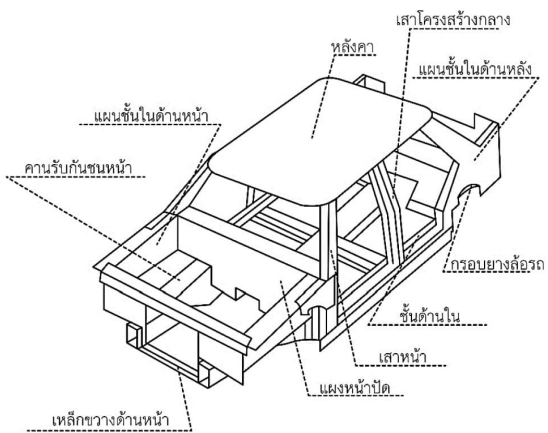 เสาโครงสร้างกลาง
หลังคา
แผนชั้นในด้านหลัง
แผนชั้นในด้านหน้า
คานรับกันชนหน้า
กรอบยางล้อรถ
ชั้นด้านใน
เสาหน้า
แผงหน้าปัด
เหล็กขวางด้านหน้า